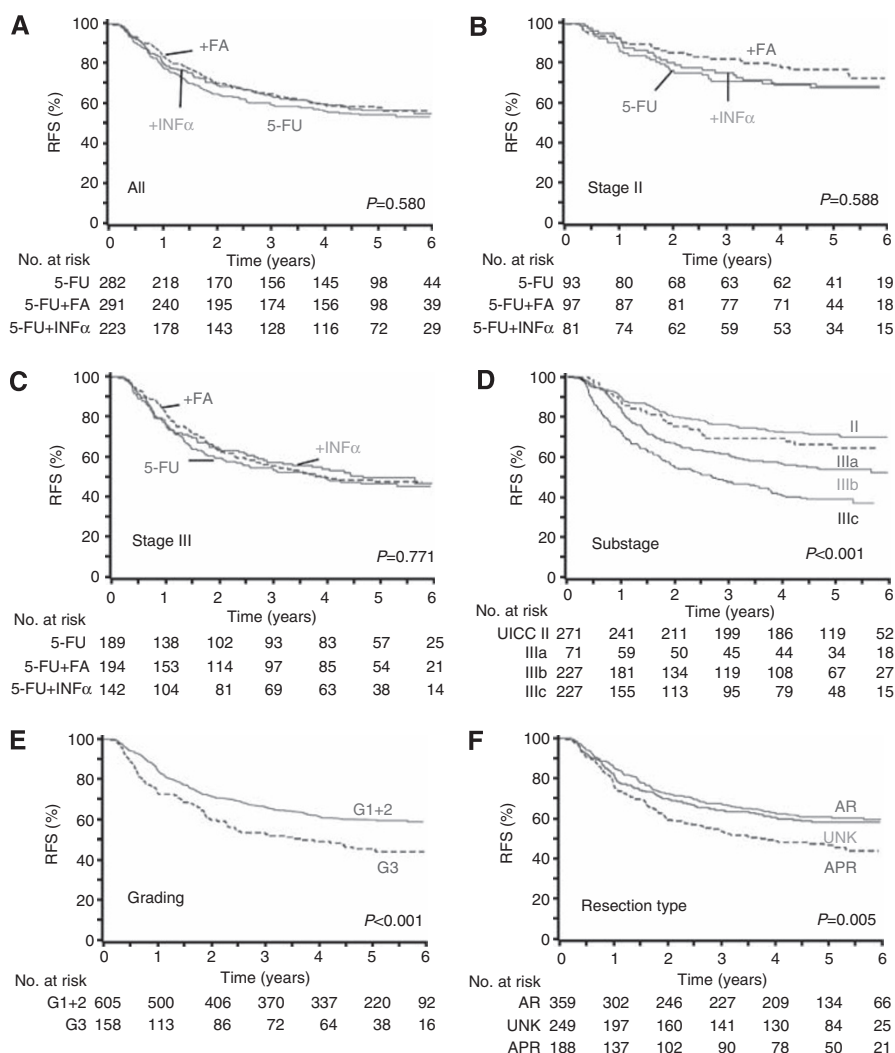 A
RFS (%)
100
80
60
40
20
0
+FA
+INFα
5-FU
All
P=0.580
0 1 2 3 4 5 6
No. at risk Time (years)
5-FU 282 218 170 156 145 98 44
5-FU+FA 291 240 195 174 156 98 39
5-FU+INFα 223 178 143 128 116 72 29
B
RFS (%)
100
80
60
40
20
0
+FA
5-FU
+INFα
Stage II
P=0.588
0 1 2 3 4 5 6
No. at risk Time (years)
5-FU 93 80 68 63 62 41 19
5-FU+FA 97 87 81 77 71 44 18
5-FU+INFα 81 74 62 59 53 34 15
C
RFS (%)
100
80
60
40
20
0
+FA
+INFα
5-FU
Stage III
P=0.771
0 1 2 3 4 5 6
No. at risk Time (years)
5-FU 189 138 102 93 83 57 25
5-FU+FA 194 153 114 97 85 54 21
5-FU+INFα 142 104 81 69 63 38 14
D
RFS (%)
100
80
60
40
20
0
II
IIIa
IIIb
IIIc
Substage
P<0.001
0 1 2 3 4 5 6
No. at risk Time (years)
UICC II 271 241 211 199 186 119 52
IIIa 71 59 50 45 44 34 18
IIIb 227 181 134 119 108 67 27
IIIc 227 155 113 95 79 48 15
E
RFS (%)
100
80
60
40
20
0
G1+2
G3
Grading
P<0.001
0 1 2 3 4 5 6
No. at risk Time (years)
G1+2 605 500 406 370 337 220 92
G3 158 113 86 72 64 38 16
F
RFS (%)
100
80
60
40
20
0
AR
UNK
APR
Resection type
P=0.005
0 1 2 3 4 5 6
No. at risk Time (years)
AR 359 302 246 227 209 134 66
UNK 249 197 160 141 130 84 25
APR 188 137 102 90 78 50 21